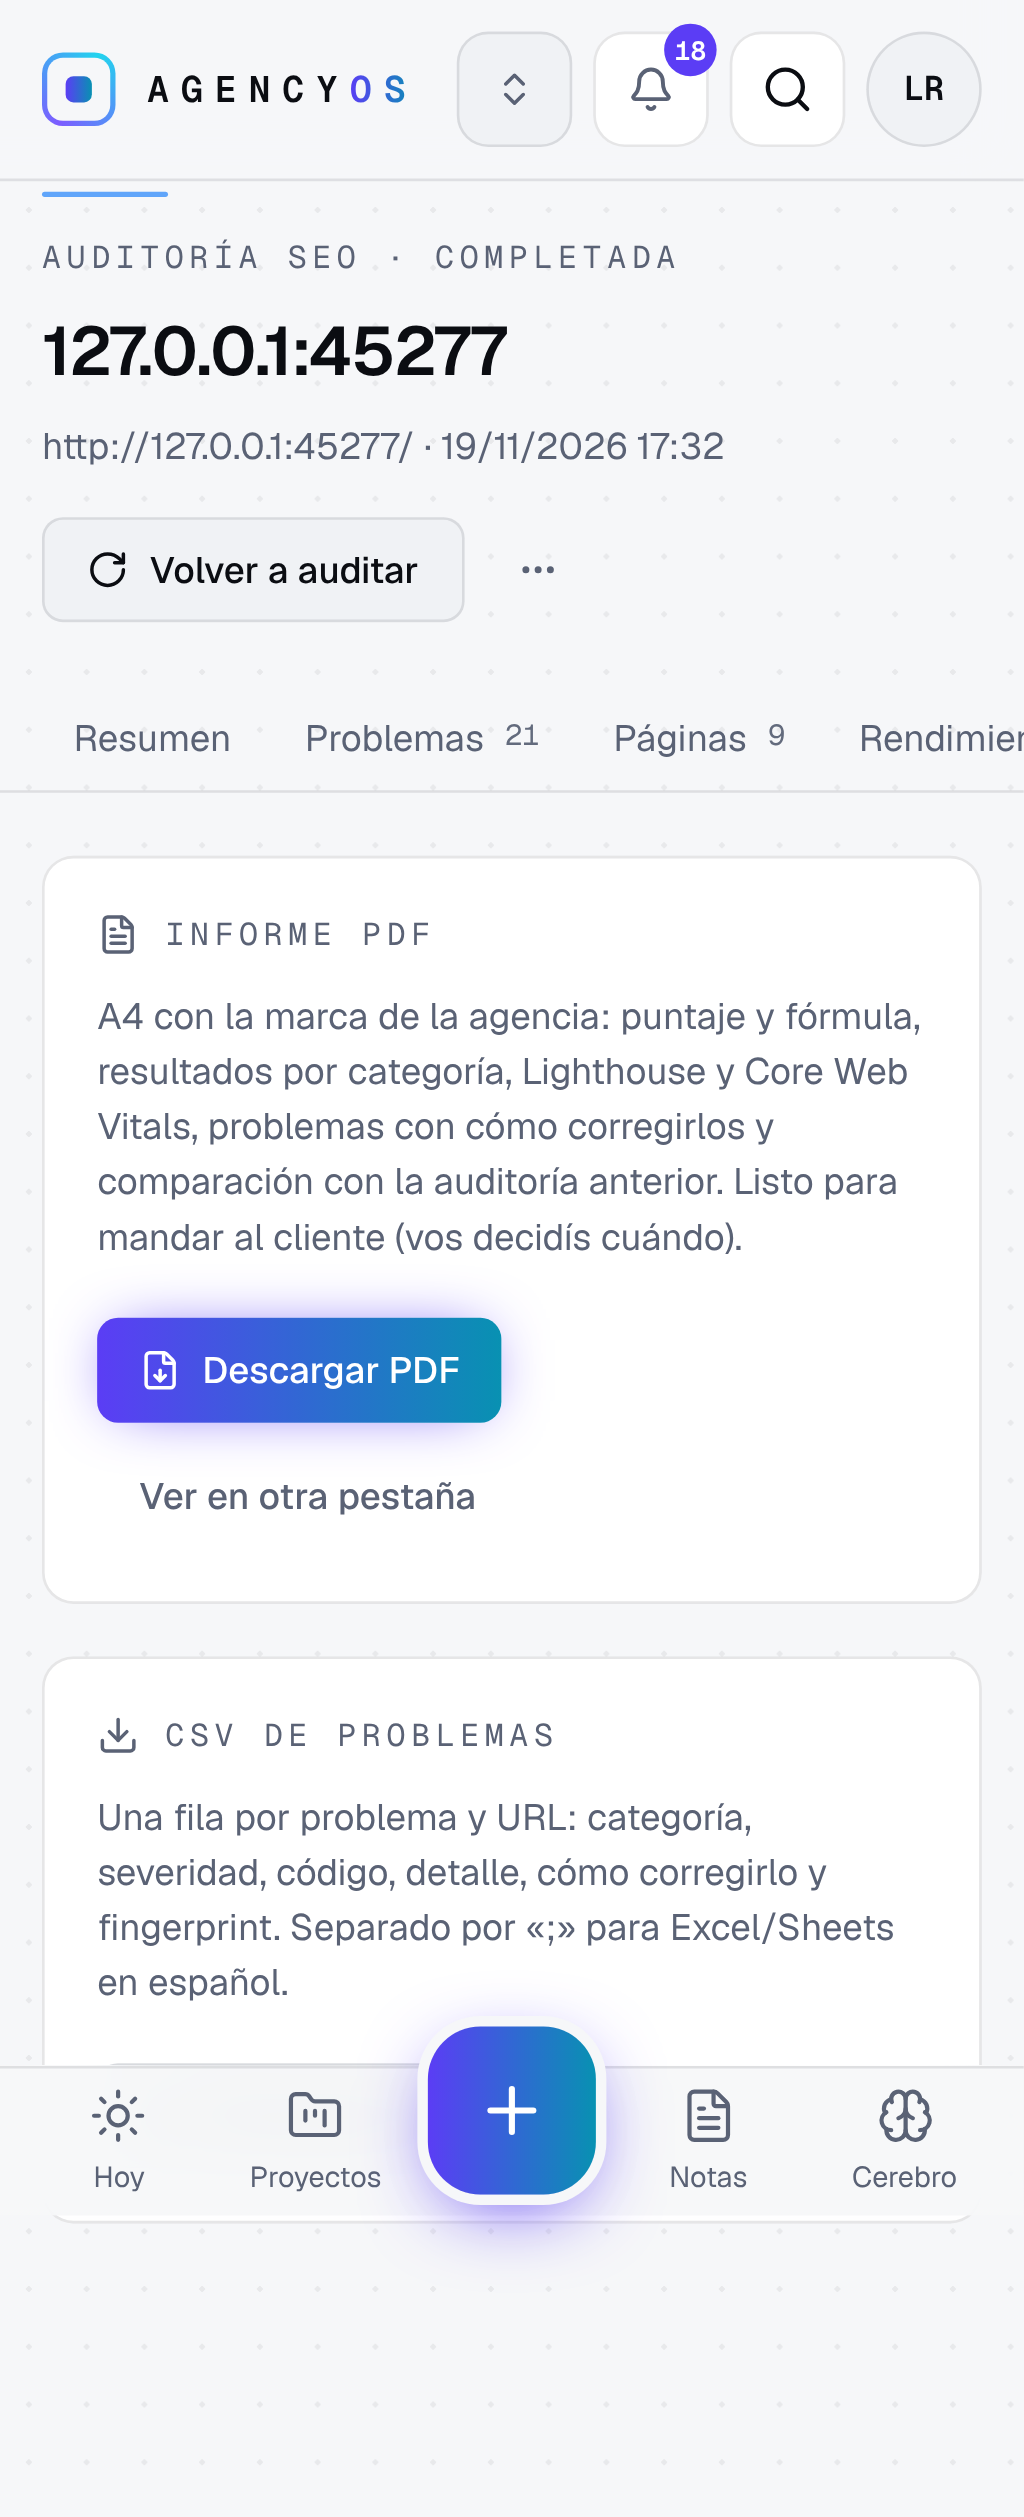 AGENCYOS
18
LR
AUDITORÍA SEO · COMPLETADA
127.0.0.1:45277
http://127.0.0.1:45277/ · 19/11/2026 17:32
Volver a auditar
Resumen Problemas 21 Páginas 9 Rendimier
INFORME PDF
A4 con la marca de la agencia: puntaje y fórmula,
resultados por categoría, Lighthouse y Core Web
Vitals, problemas con cómo corregirlos y
comparación con la auditoría anterior. Listo para
mandar al cliente (vos decidís cuándo).
Descargar PDF
Ver en otra pestaña
CSV DE PROBLEMAS
Una fila por problema y URL: categoría,
severidad, código, detalle, cómo corregirlo y
fingerprint. Separado por «;» para Excel/Sheets
en español.
Hoy Proyectos Notas Cerebro